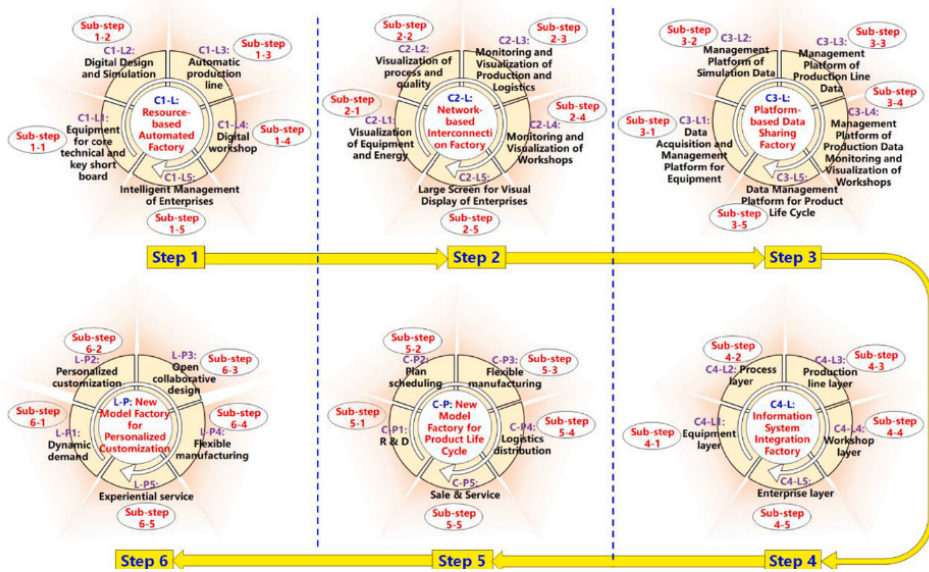 Sub-step
1-2
C1-L2:
Digital Design
and Simulation
Sub-step
1-3
C1-L3:
Automatic
production
line
Sub-step
1-1
C1-L1:
Equipment
for core
technical and
key short
board
C1-L:
Resource-
based
Automated
Factory
C1-L4:
Digital
workshop
Sub-step
1-4
C1-L5:
Intelligent Management
of Enterprises
Sub-step
1-5
Step 1
Sub-step
2-2
C2-L2:
Visualization of
process and
quality
Sub-step
2-3
C2-L3:
Monitoring and
Visualization of
Production and
Logistics
Sub-step
2-1
C2-L1:
Visualization
of Equipment
and Energy
C2-L:
Network-
based
Interconnecti
on Factory
Sub-step
2-4
C2-L4:
Monitoring and
Visualization of
Workshops
C2-L5:
Large Screen for Visual
Display of Enterprises
Sub-step
2-5
Step 2
Sub-step
3-2
C3-L2:
Management
Platform of
Simulation Data
Sub-step
3-3
C3-L3:
Management
Platform of
Production Line
Data
Sub-step
3-1
C3-L1: Data
Acquisition and
Management
Platform for
Equipment
C3-L:
Platform-
based Data
Sharing
Factory
Sub-step
3-4
C3-L4:
Management
Platform of
Production Data
Monitoring and
Visualization of
Workshops
C3-L5:
Data Management
Platform for Product
Life Cycle
Sub-step
3-5
Step 3
Sub-step
6-2
L-P2:
Personalized
customization
Sub-step
6-3
L-P3:
Open
collaborative
design
Sub-step
6-1
L-P1:
Dynamic
demand
L-P: New
Model Factory
for
Personalized
Customization
Sub-step
6-4
L-P4:
Flexible
manufacturing
L-P5:
Experiential service
Sub-step
6-5
Step 6
Sub-step
5-2
C-P2:
Plan
scheduling
Sub-step
5-3
C-P3:
Flexible
manufacturing
Sub-step
5-1
C-P1:
R & D
C-P: New
Model
Factory for
Product Life
Cycle
Sub-step
5-4
C-P4:
Logistics
distribution
C-P5:
Sale & Service
Sub-step
5-5
Step 5
Sub-step
4-2
C4-L2: Process
layer
Sub-step
4-3
C4-L3:
Production
line layer
Sub-step
4-1
C4-L1:
Equipment
layer
C4-L:
Information
System
Integration
Factory
Sub-step
4-4
C4-L4:
Workshop
layer
C4-L5:
Enterprise layer
Sub-step
4-5
Step 4